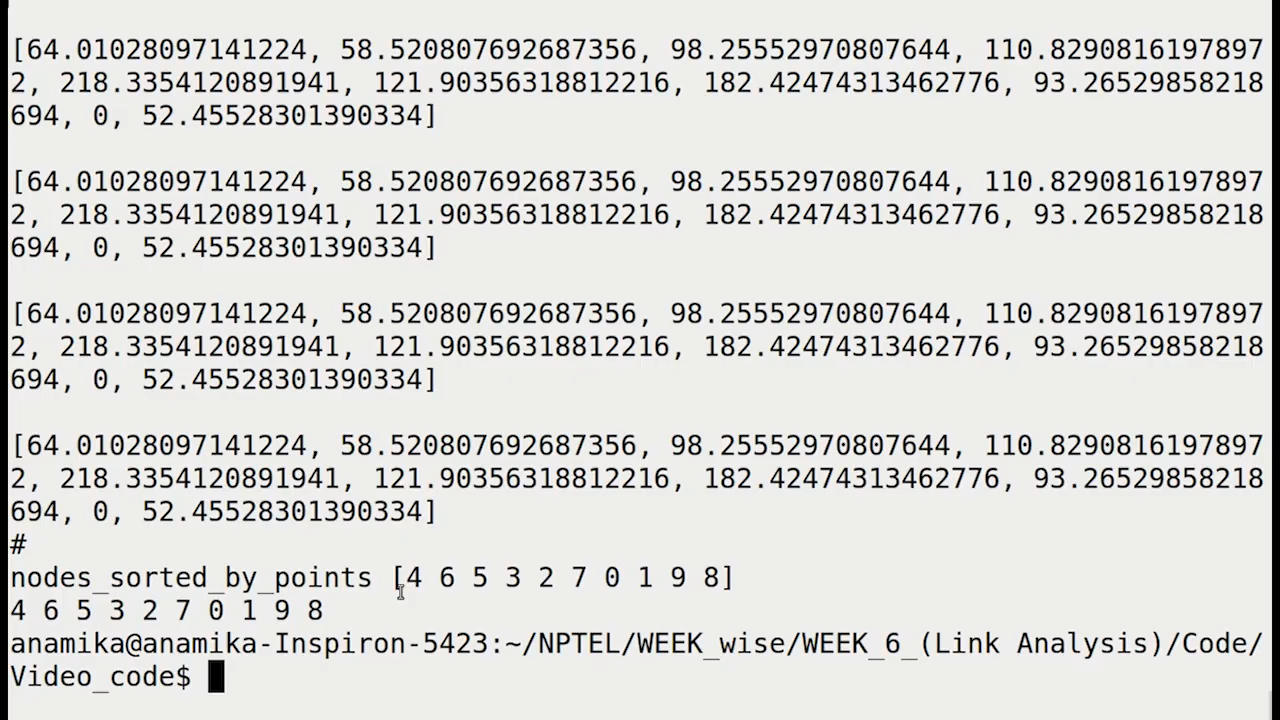 [64.01028097141224, 58.520807692687356, 98.25552970807644, 110.8290816197897
2, 218.3354120891941, 121.90356318812216, 182.42474313462776, 93.26529858218
694, 0, 52.45528301390334]
[64.01028097141224, 58.520807692687356, 98.25552970807644, 110.8290816197897
2, 218.3354120891941, 121.90356318812216, 182.42474313462776, 93.26529858218
694, 0, 52.45528301390334]
[64.01028097141224, 58.520807692687356, 98.25552970807644, 110.8290816197897
2, 218.3354120891941, 121.90356318812216, 182.42474313462776, 93.26529858218
694, 0, 52.45528301390334]
[64.01028097141224, 58.520807692687356, 98.25552970807644, 110.8290816197897
2, 218.3354120891941, 121.90356318812216, 182.42474313462776, 93.26529858218
694, 0, 52.45528301390334]
#
nodes_sorted_by_points [4 6 5 3 2 7 0 1 9 8]
4 6 5 3 2 7 0 1 9 8
anamika@anamika-Inspiron-5423:~/NPTEL/WEEK_wise/WEEK_6_(Link Analysis)/Code/
Video_code$